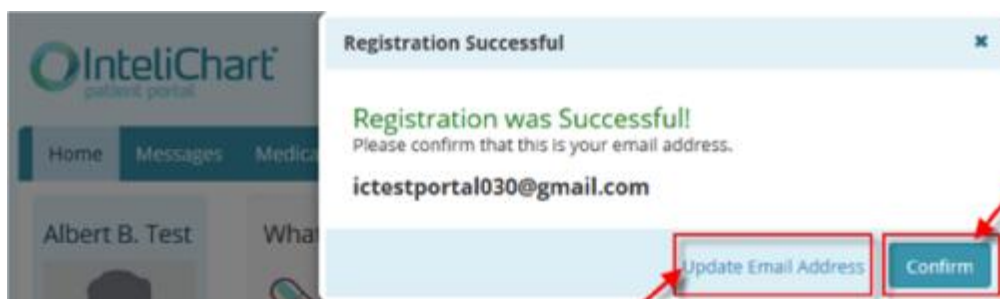 InteliChart
patient portal
Home Messages Medica
Albert B. Test
What
Registration Successful
Registration was Successful!
Please confirm that this is your email address.
ictestportal030@gmail.com
Update Email Address
Confirm